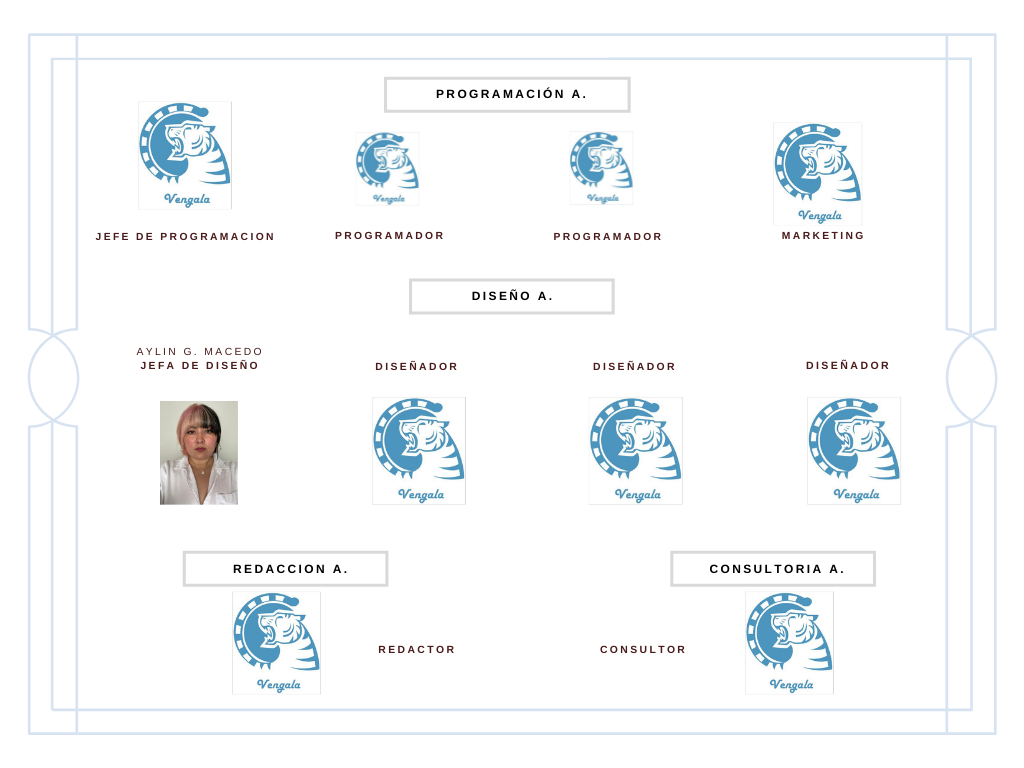 PROGRAMACIÓN A.
Vengala
Vengala
Vengala
Vengala
JEFE DE PROGRAMACION
PROGRAMADOR
PROGRAMADOR
MARKETING
DISEÑO A.
AYLIN G. MACEDO
JEFA DE DISEÑO
DISEÑADOR
DISEÑADOR
DISEÑADOR
Vengala
Vengala
Vengala
REDACCION A.
CONSULTORIA A.
REDACTOR
CONSULTOR
Vengala
Vengala